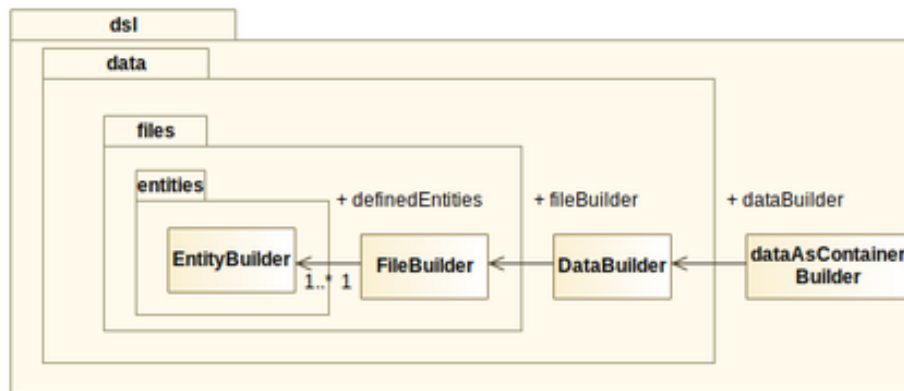 dsl
data
files
entities
+ definedEntities
+ fileBuilder
+ dataBuilder
EntityBuilder
FileBuilder
DataBuilder
dataAsContainer
Builder
1..* 1